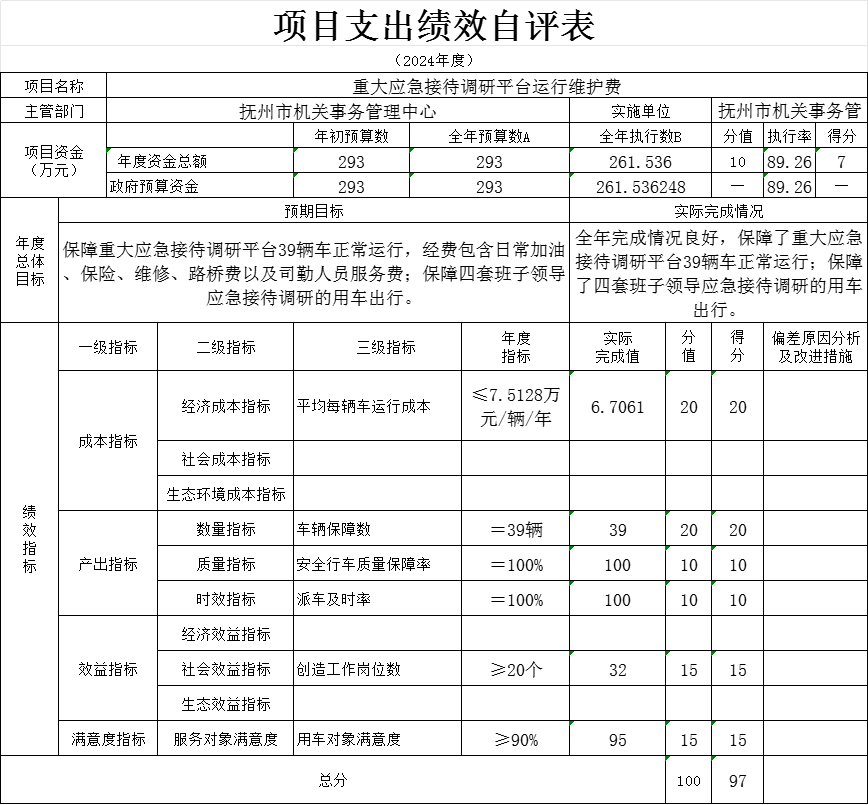 项目支出绩效自评表
（2024年度）
项目名称 重大应急接待调研平台运行维护费
主管部门 抚州市机关事务管理中心 实施单位 抚州市机关事务管
项目资金
（万元） 年初预算数 全年预算数A 全年执行数B 分值 执行率 得分
年度资金总额 293 293 261.536 10 89.26 7
政府预算资金 293 293 261.536248 — 89.26 —
年度
总体
目标 预期目标 实际完成情况
保障重大应急接待调研平台39辆车正常运行，经费包含日常加油
、保险、维修、路桥费以及司勤人员服务费；保障四套班子领导
应急接待调研的用车出行。
全年完成情况良好，保障了重大应急
接待调研平台39辆车正常运行；保障
了四套班子领导应急接待调研的用车
出行。
绩
效
指
标
一级指标 二级指标 三级指标 年度
指标 实际
完成值 分
值 得
分 偏差原因分析
及改进措施
成本指标 经济成本指标 平均每辆车运行成本 ≤7.5128万
元/辆/年 6.7061 20 20
社会成本指标
生态环境成本指标
产出指标 数量指标 车辆保障数 ＝39辆 39 20 20
质量指标 安全行车质量保障率 ＝100% 100 10 10
时效指标 派车及时率 ＝100% 100 10 10
效益指标 经济效益指标
社会效益指标 创造工作岗位数 ≥20个 32 15 15
生态效益指标
满意度指标 服务对象满意度 用车对象满意度 ≥90% 95 15 15
总分 100 97